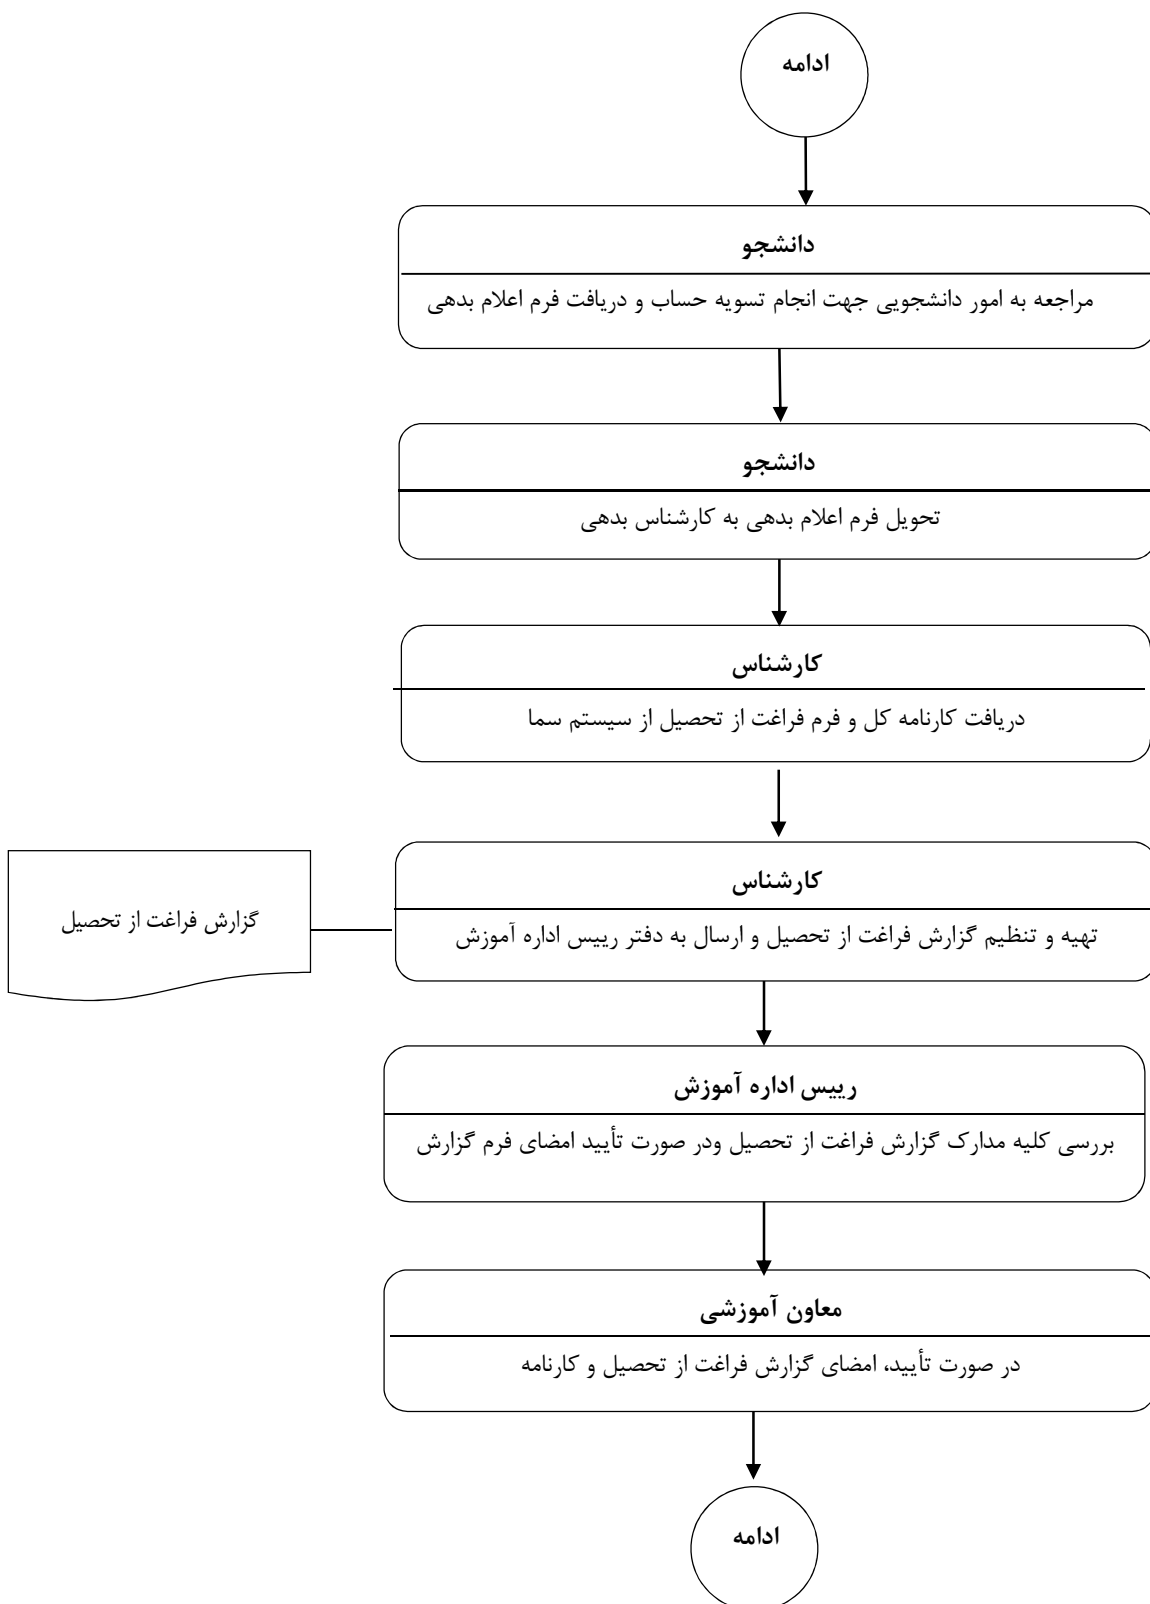 ادامه
دانشجو
مراجعه به امور دانشجویی جهت انجام تسویه حساب و دریافت فرم اعلام بدهی
دانشجو
تحویل فرم اعلام بدهی به کارشناس بدهی
کارشناس
دریافت کارنامه کل و فرم فراغت از تحصیل از سیستم سما
کارشناس
تهیه و تنظیم گزارش فراغت از تحصیل و ارسال به دفتر رییس اداره آموزش
گزارش فراغت از تحصیل
رییس اداره آموزش
بررسی کلیه مدارک گزارش فراغت از تحصیل ودر صورت تأیید امضای فرم گزارش
معاون آموزشی
در صورت تأیید، امضای گزارش فراغت از تحصیل و کارنامه
ادامه